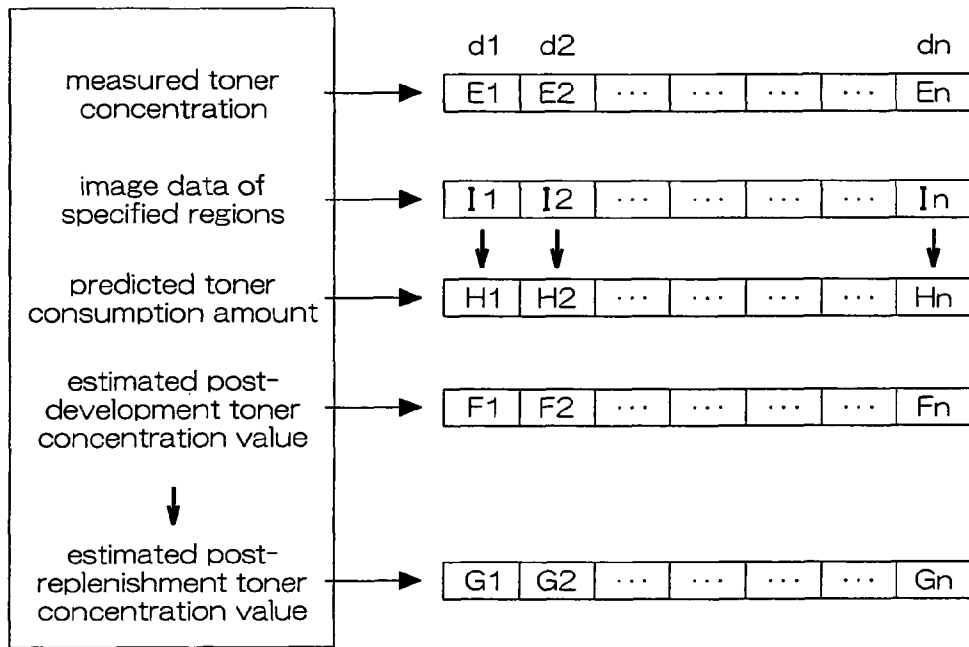 d1 d2 dn
measured toner
concentration
E1 E2 ... ... ... ... En
image data of
specified regions
I1 I2 ... ... ... ... In
predicted toner
consumption amount
H1 H2 ... ... ... ... Hn
estimated post-
development toner
concentration value
F1 F2 ... ... ... ... Fn
estimated post-
replenishment toner
concentration value
G1 G2 ... ... ... ... Gn